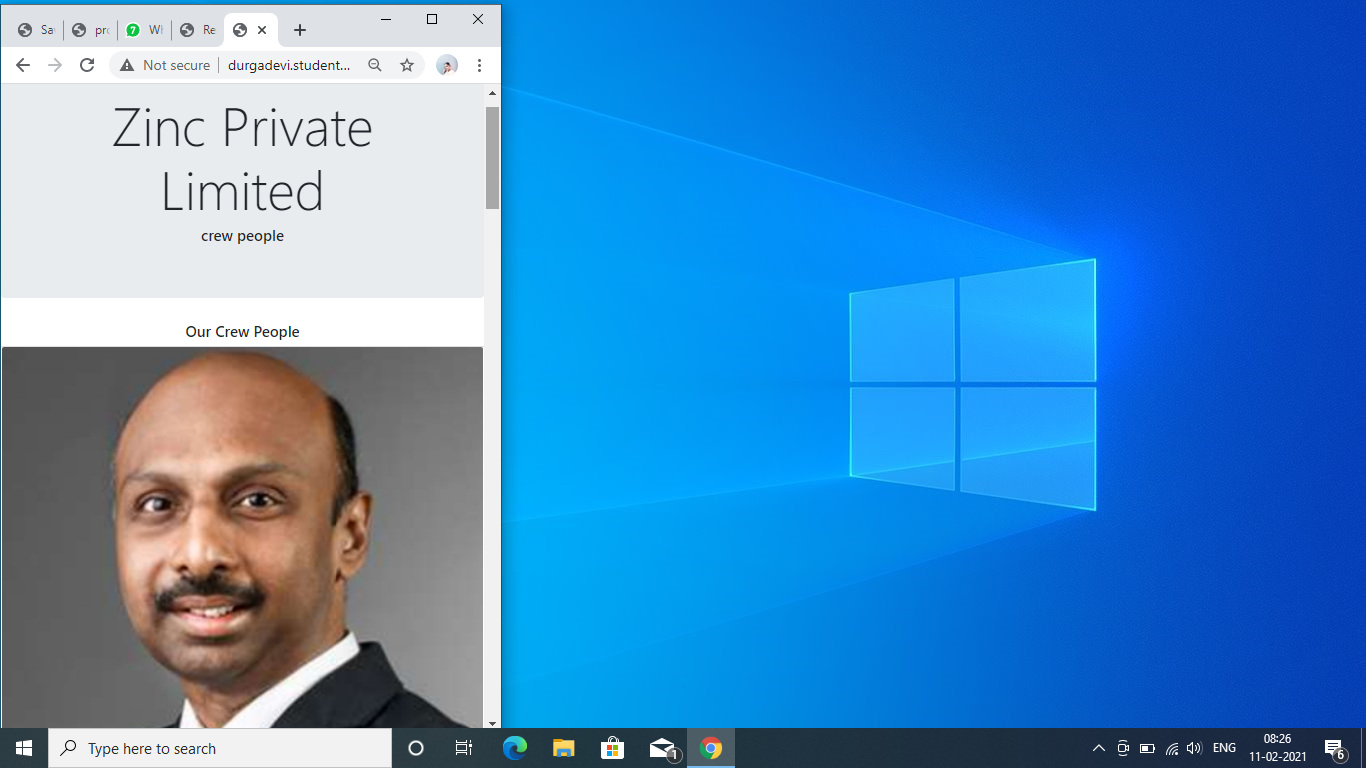 Sa
pro
7
W
Re
Not secure
durgadevi.student...
Zinc Private
Limited
crew people
Our Crew People
Type here to search
1
ENG
08:26
11-02-2021
6